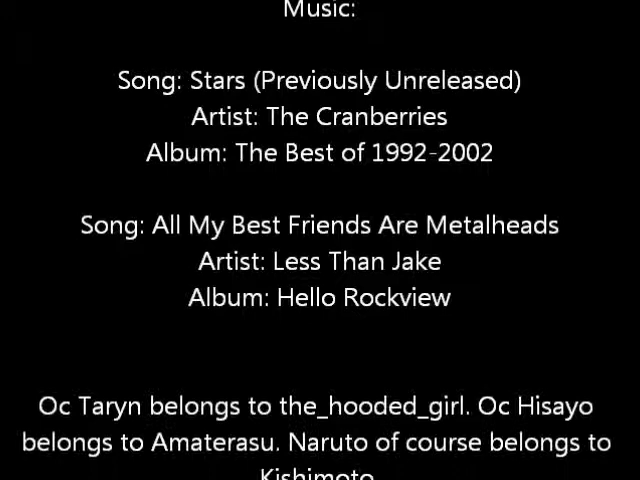 Music:
Song: Stars (Previously Unreleased)
Artist: The Cranberries
Album: The Best of 1992-2002
Song: All My Best Friends Are Metalheads
Artist: Less Than Jake
Album: Hello Rockview
Oc Taryn belongs to the_hooded_girl. Oc Hisayo
belongs to Amaterasu. Naruto of course belongs to
Kishimoto